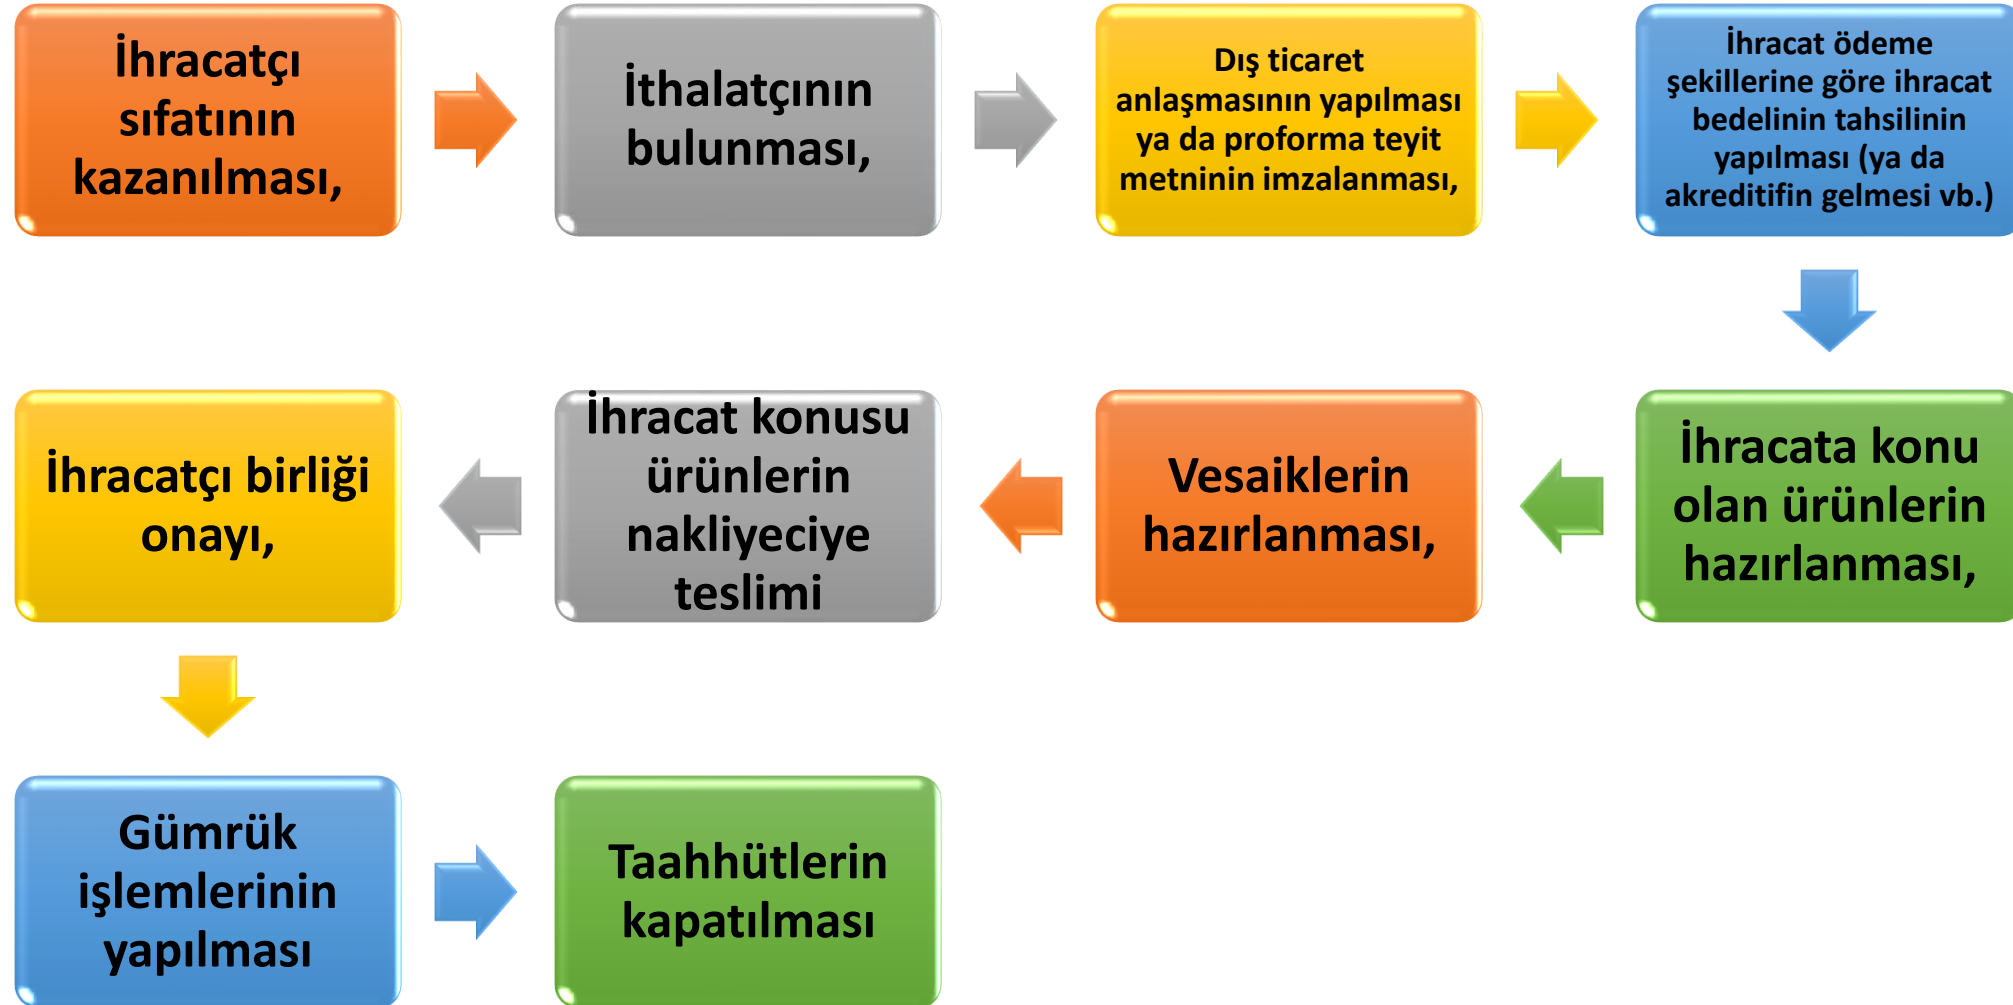 İhracatçı
sıfatının
kazanılması,
İthalatçının
bulunması,
Dış ticaret
anlaşmasının yapılması
ya da proforma teyit
metninin imzalanması,
İhracat ödeme
şekillerine göre ihracat
bedelinin tahsilinin
yapılması (ya da
akreditifin gelmesi vb.)
İhracata konu
olan ürünlerin
hazırlanması,
Vesaiklerin
hazırlanması,
İhracat konusu
ürünlerin
nakliyeciye
teslimi
İhracatçı birliği
onayı,
Gümrük
işlemlerinin
yapılması
Taahhütlerin
kapatılması